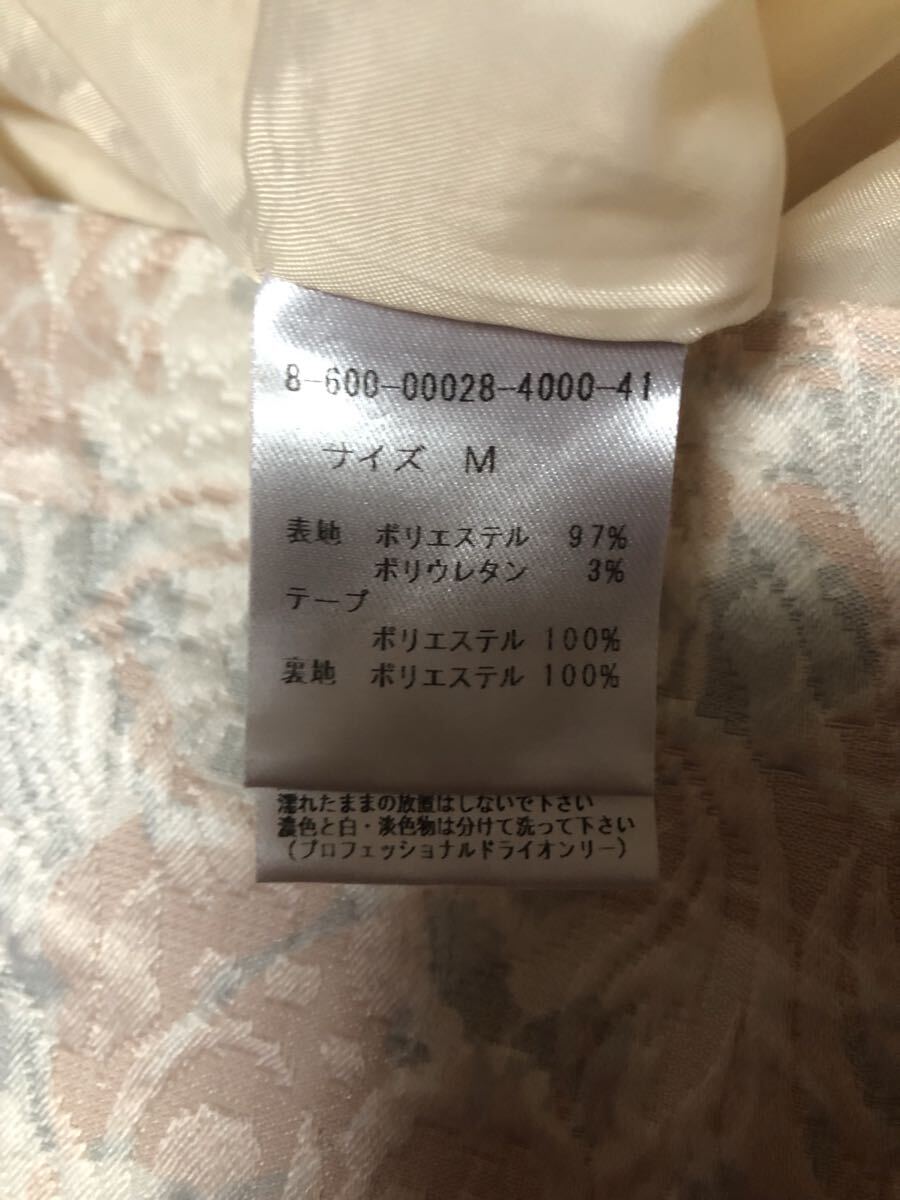 8-600-00028-4000-41
サイズ M
表地 ポリエステル 97%
ポリウレタン 3%
テープ
ポリエステル 100%
裏地 ポリエステル 100%
濡れたままの放置はしないで下さい
濃色と白・淡色物は分けて洗って下さい
(プロフェッショナルドライオンリー)